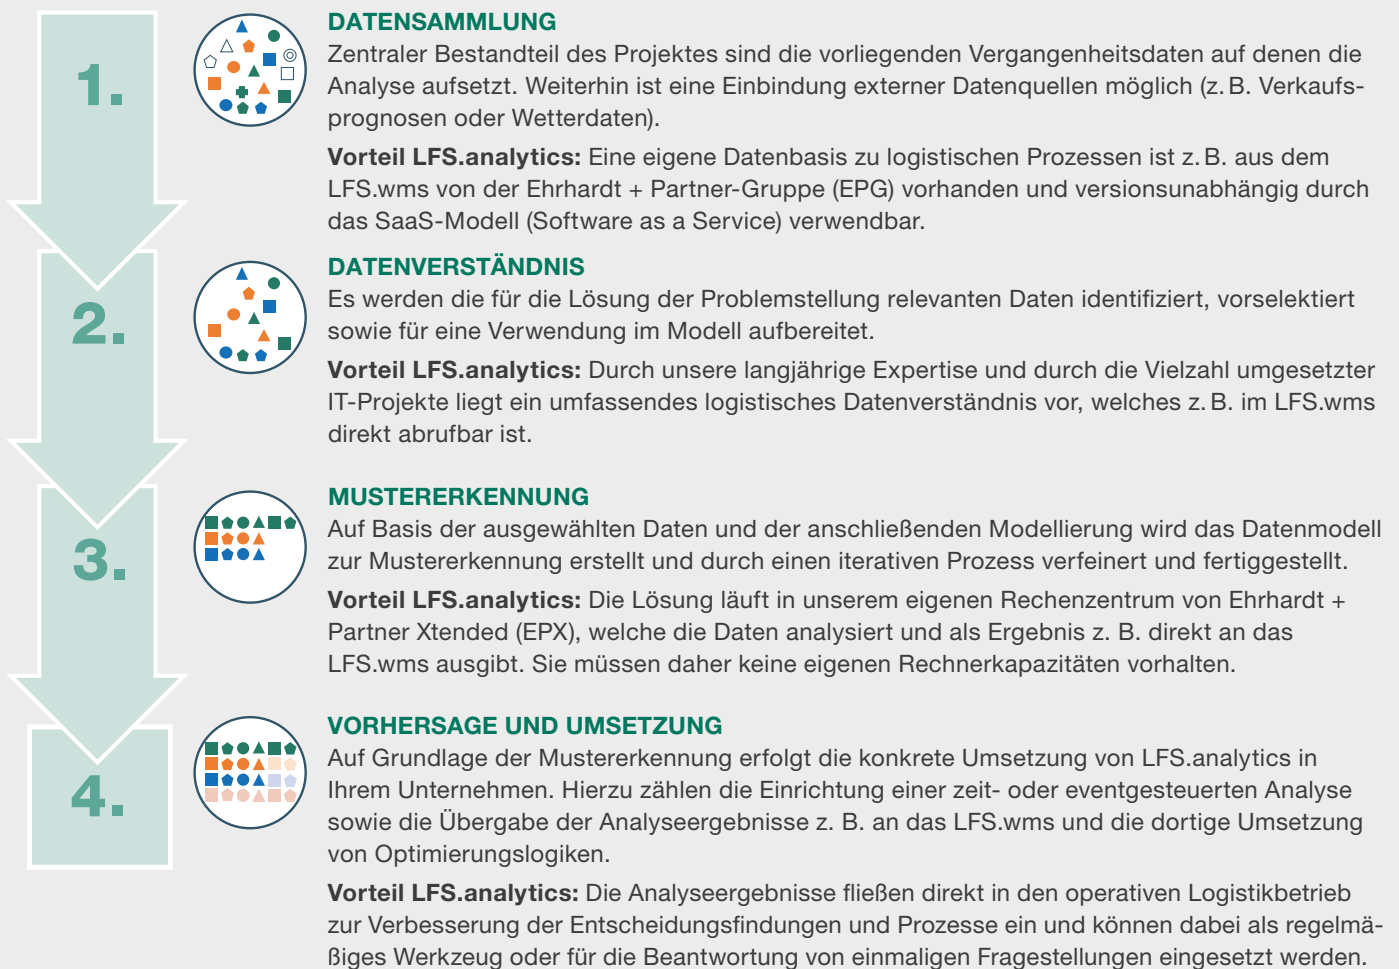 1.
DATENSAMMLUNG
Zentraler Bestandteil des Projektes sind die vorliegenden Vergangenheitsdaten auf denen die
Analyse aufsetzt. Weiterhin ist eine Einbindung externer Datenquellen möglich (z. B. Verkaufs-
prognosen oder Wetterdaten).
Vorteil LFS.analytics: Eine eigene Datenbasis zu logistischen Prozessen ist z. B. aus dem
LFS.wms von der Ehrhardt + Partner-Gruppe (EPG) vorhanden und versionsunabhängig durch
das SaaS-Modell (Software as a Service) verwendbar.
2.
DATENVERSTÄNDNIS
Es werden die für die Lösung der Problemstellung relevanten Daten identifiziert, vorselektiert
sowie für eine Verwendung im Modell aufbereitet.
Vorteil LFS.analytics: Durch unsere langjährige Expertise und durch die Vielzahl umgesetzter
IT-Projekte liegt ein umfassendes logistisches Datenverständnis vor, welches z. B. im LFS.wms
direkt abrufbar ist.
3.
MUSTERERKENNUNG
Auf Basis der ausgewählten Daten und der anschließenden Modellierung wird das Datenmodell
zur Mustererkennung erstellt und durch einen iterativen Prozess verfeinert und fertiggestellt.
Vorteil LFS.analytics: Die Lösung läuft in unserem eigenen Rechenzentrum von Ehrhardt +
Partner Xtended (EPX), welche die Daten analysiert und als Ergebnis z. B. direkt an das
LFS.wms ausgibt. Sie müssen daher keine eigenen Rechnerkapazitäten vorhalten.
4.
VORHERSAGE UND UMSETZUNG
Auf Grundlage der Mustererkennung erfolgt die konkrete Umsetzung von LFS.analytics in
Ihrem Unternehmen. Hierzu zählen die Einrichtung einer zeit- oder eventgesteuerten Analyse
sowie die Übergabe der Analyseergebnisse z. B. an das LFS.wms und die dortige Umsetzung
von Optimierungslogiken.
Vorteil LFS.analytics: Die Analyseergebnisse fließen direkt in den operativen Logistikbetrieb
zur Verbesserung der Entscheidungsfindungen und Prozesse ein und können dabei als regelmä-
ßiges Werkzeug oder für die Beantwortung von einmaligen Fragestellungen eingesetzt werden.